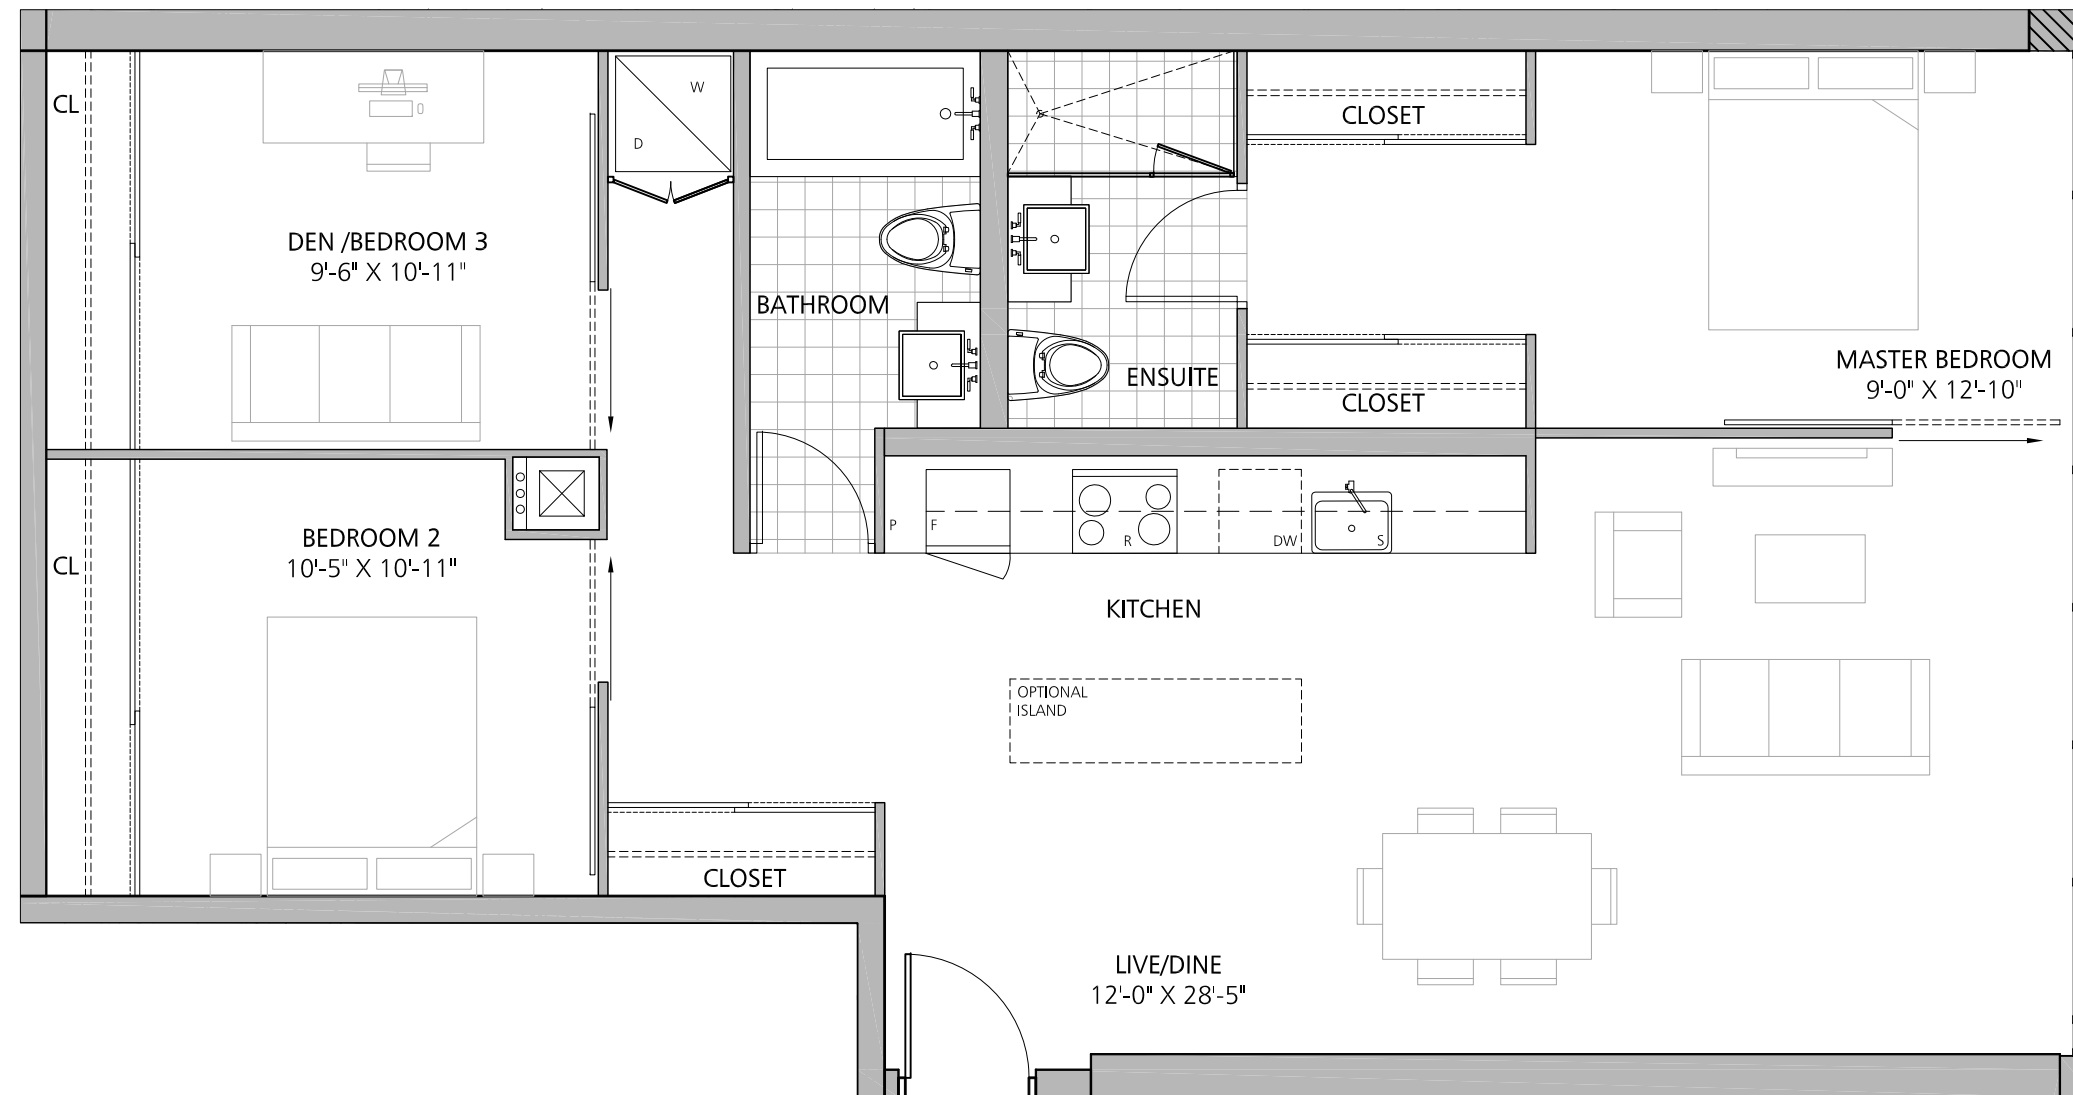 CL
W
D
CLOSET
DEN /BEDROOM 3
9'-6" X 10'-11"
BATHROOM
ENSUITE
CLOSET
MASTER BEDROOM
9'-0" X 12'-10"
BEDROOM 2
10'-5" X 10'-11"
CL
P
F
R
DW
S
KITCHEN
OPTIONAL
ISLAND
CLOSET
LIVE/DINE
12'-0" X 28'-5"